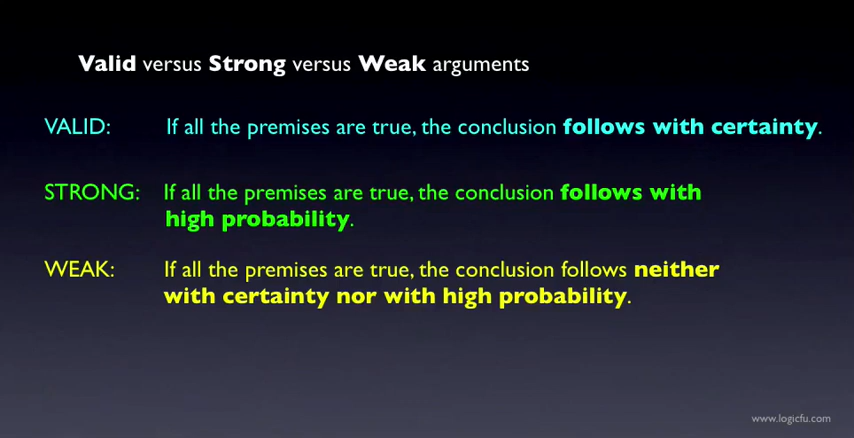 Valid versus Strong versus Weak arguments
VALID: If all the premises are true, the conclusion follows with certainty.
STRONG: If all the premises are true, the conclusion follows with
high probability.
WEAK: If all the premises are true, the conclusion follows neither
with certainty nor with high probability.
www.logicfu.com